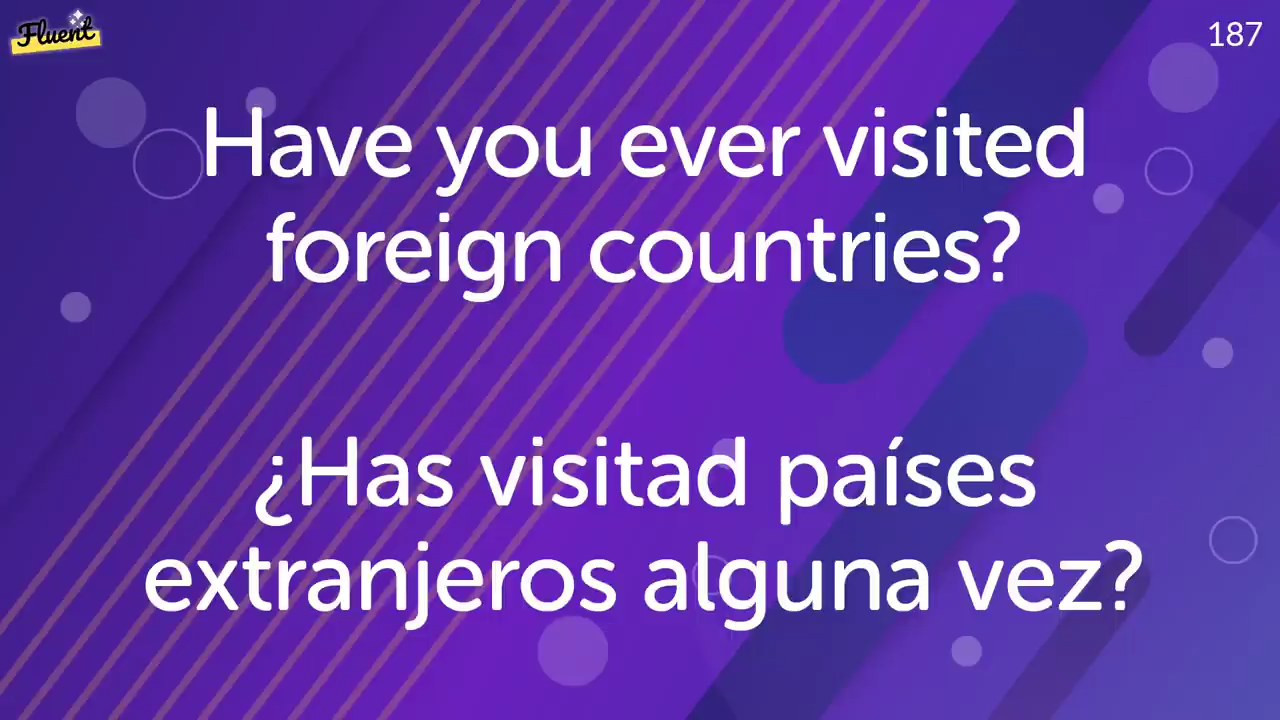 Fluent
187
Have you ever visited
foreign countries?
¿Has visitad países
extranjeros alguna vez?